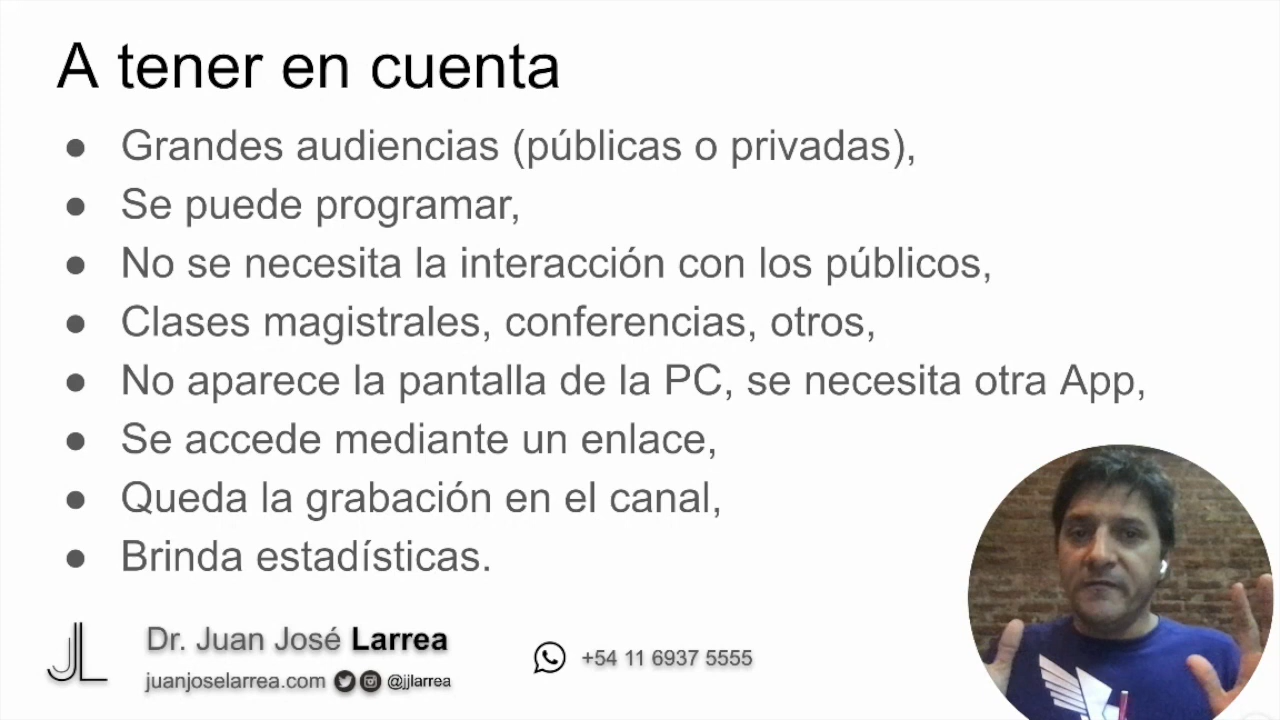 A tener en cuenta
● Grandes audiencias (públicas o privadas),
● Se puede programar,
● No se necesita la interacción con los públicos,
● Clases magistrales, conferencias, otros,
● No aparece la pantalla de la PC, se necesita otra App,
● Se accede mediante un enlace,
● Queda la grabación en el canal,
● Brinda estadísticas.
JL
Dr. Juan José Larrea
juanjoselarrea.com @jjlarrea
+54 11 6937 5555